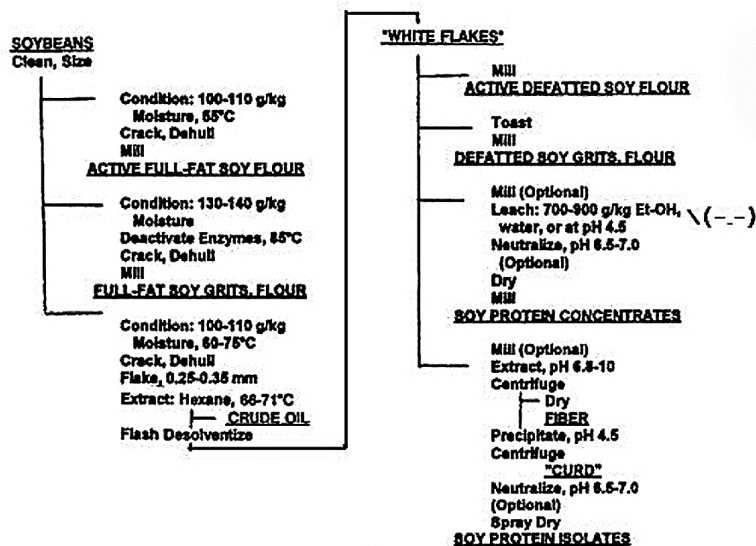 SOYBEANS
Clean, Size
Condition: 100-110 g/kg
Moisture, 55°C
Crack, Dehull
Mill
ACTIVE FULL-FAT SOY FLOUR
Condition: 130-140 g/kg
Moisture
Deactivate Enzymes, 85°C
Crack, Dehull
Mill
FULL-FAT SOY GRITS, FLOUR
Condition: 100-110 g/kg
Moisture, 60-75°C
Crack, Dehull
Flake, 0.25-0.35 mm
Extract: Hexane, 66-71°C
CRUDE OIL
Flash Desolventize
"WHITE FLAKES"
Mill
ACTIVE DEFATTED SOY FLOUR
Toast
Mill
DEFATTED SOY GRITS, FLOUR
Mill (Optional)
Leach: 700-900 g/kg Et-OH, \(-_-)
water, or at pH 4.5
Neutralize, pH 6.5-7.0
(Optional)
Dry
Mill
SOY PROTEIN CONCENTRATES
Mill (Optional)
Extract, pH 6.8-10
Centrifuge
Dry
FIBER
Precipitate, pH 4.5
Centrifuge
"CURD"
Neutralize, pH 6.5-7.0
(Optional)
Spray Dry
SOY PROTEIN ISOLATES